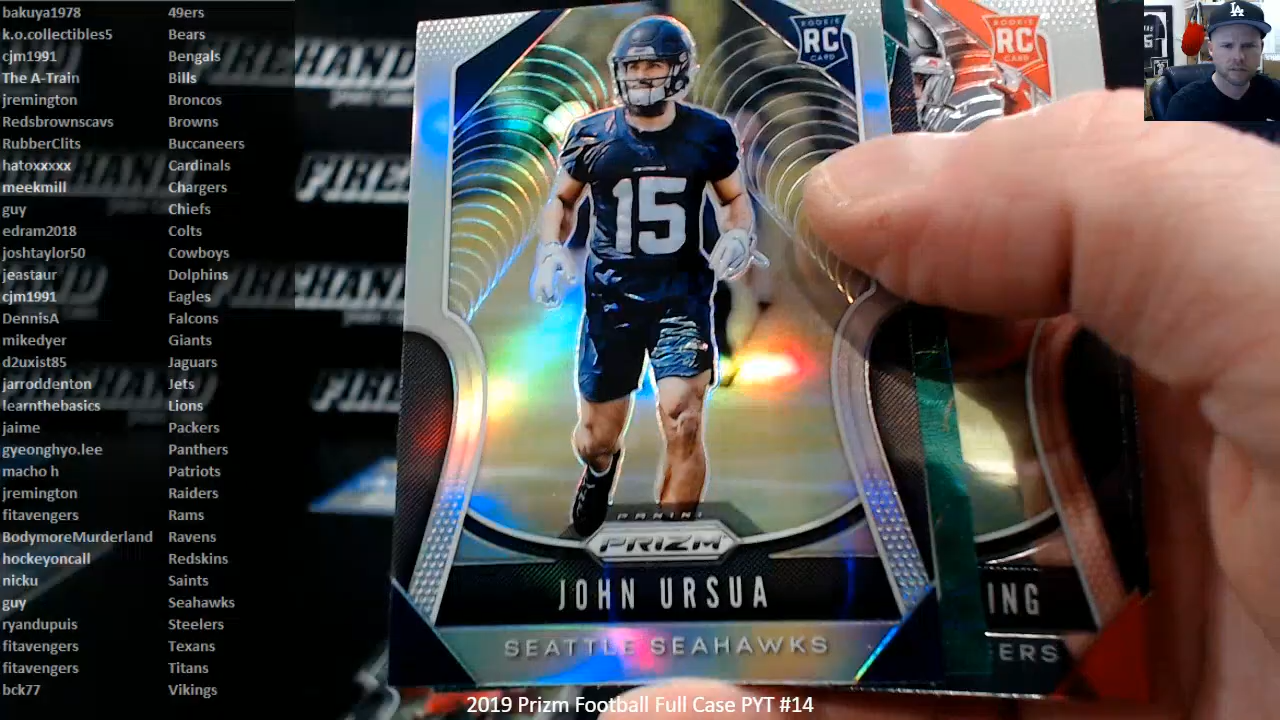 bakuya1978 49ers
k.o.collectibles5 Bears
cjm1991 Bengals
The A-Train Bills
jremington Broncos
Redsbrownscavs Browns
RubberClits Buccaneers
hatoxxxxx Cardinals
meekmill Chargers
guy Chiefs
edram2018 Colts
joshtaylor50 Cowboys
jeastaur Dolphins
cjm1991 Eagles
DennisA Falcons
mikedyer Giants
d2uxist85 Jaguars
jarroddenton Jets
learnthebasics Lions
jaime Packers
gyeonghyo.lee Panthers
macho h Patriots
jremington Raiders
fitavengers Rams
BodymoreMurderland Ravens
hockeyoncall Redskins
nicku Saints
guy Seahawks
ryandupuis Steelers
fitavengers Texans
fitavengers Titans
bck77 Vikings
ROOKIE
RC
CARD
ROOKIE
RC
CARD
15
PANINI
PRIZM
JOHN URSUA
SEATTLE SEAHAWKS
ING
ERS
LA
2019 Prizm Football Full Case PYT #14